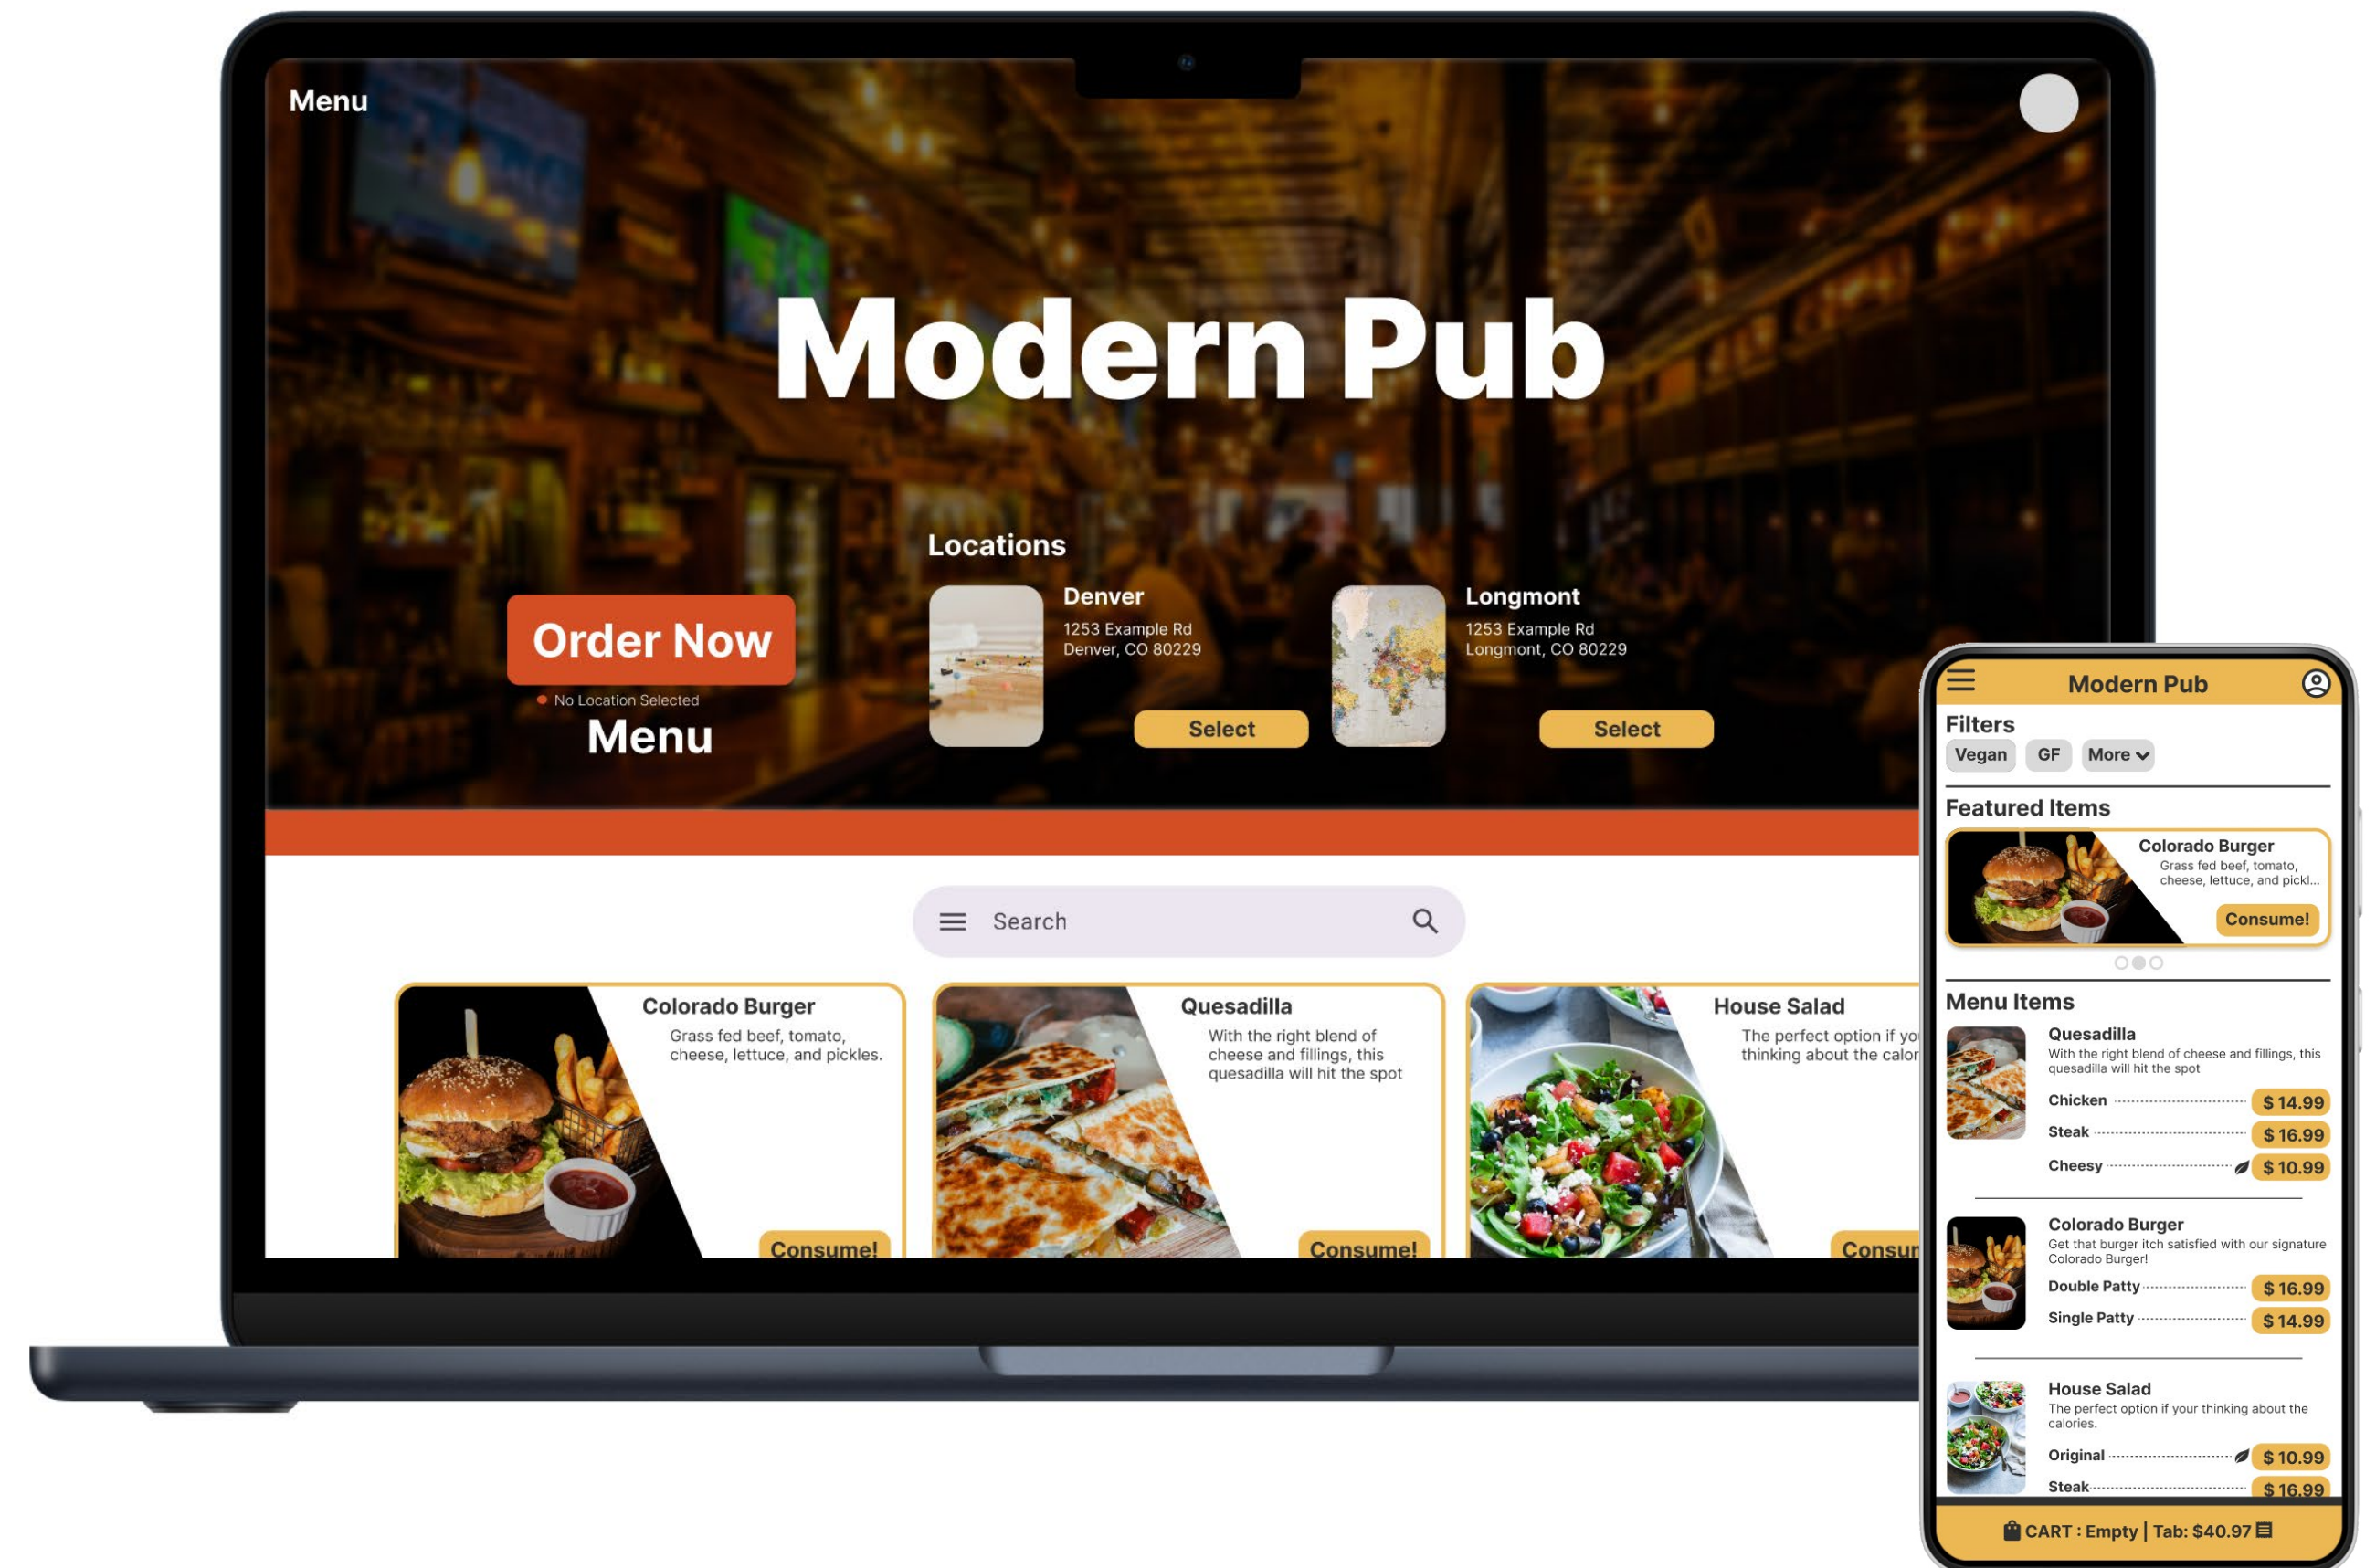 Menu
Modern Pub
Locations
Denver
1253 Example Rd
Denver, CO 80229
Select
Longmont
1253 Example Rd
Longmont, CO 80229
Select
Order Now
No Location Selected
Menu
Search
Colorado Burger
Grass fed beef, tomato,
cheese, lettuce, and pickles.
Consume!
Quesadilla
With the right blend of
cheese and fillings, this
quesadilla will hit the spot
Consume!
House Salad
The perfect option if yo
thinking about the calor
Consur
Modern Pub
Filters
Vegan GF More
Featured Items
Colorado Burger
Grass fed beef, tomato,
cheese, lettuce, and pickl...
Consume!
Menu Items
Quesadilla
With the right blend of cheese and fillings, this
quesadilla will hit the spot
Chicken $ 14.99
Steak $ 16.99
Cheesy $ 10.99
Colorado Burger
Get that burger itch satisfied with our signature
Colorado Burger!
Double Patty $ 16.99
Single Patty $ 14.99
House Salad
The perfect option if your thinking about the
calories.
Original $ 10.99
Steak $ 16.99
CART : Empty | Tab: $40.97